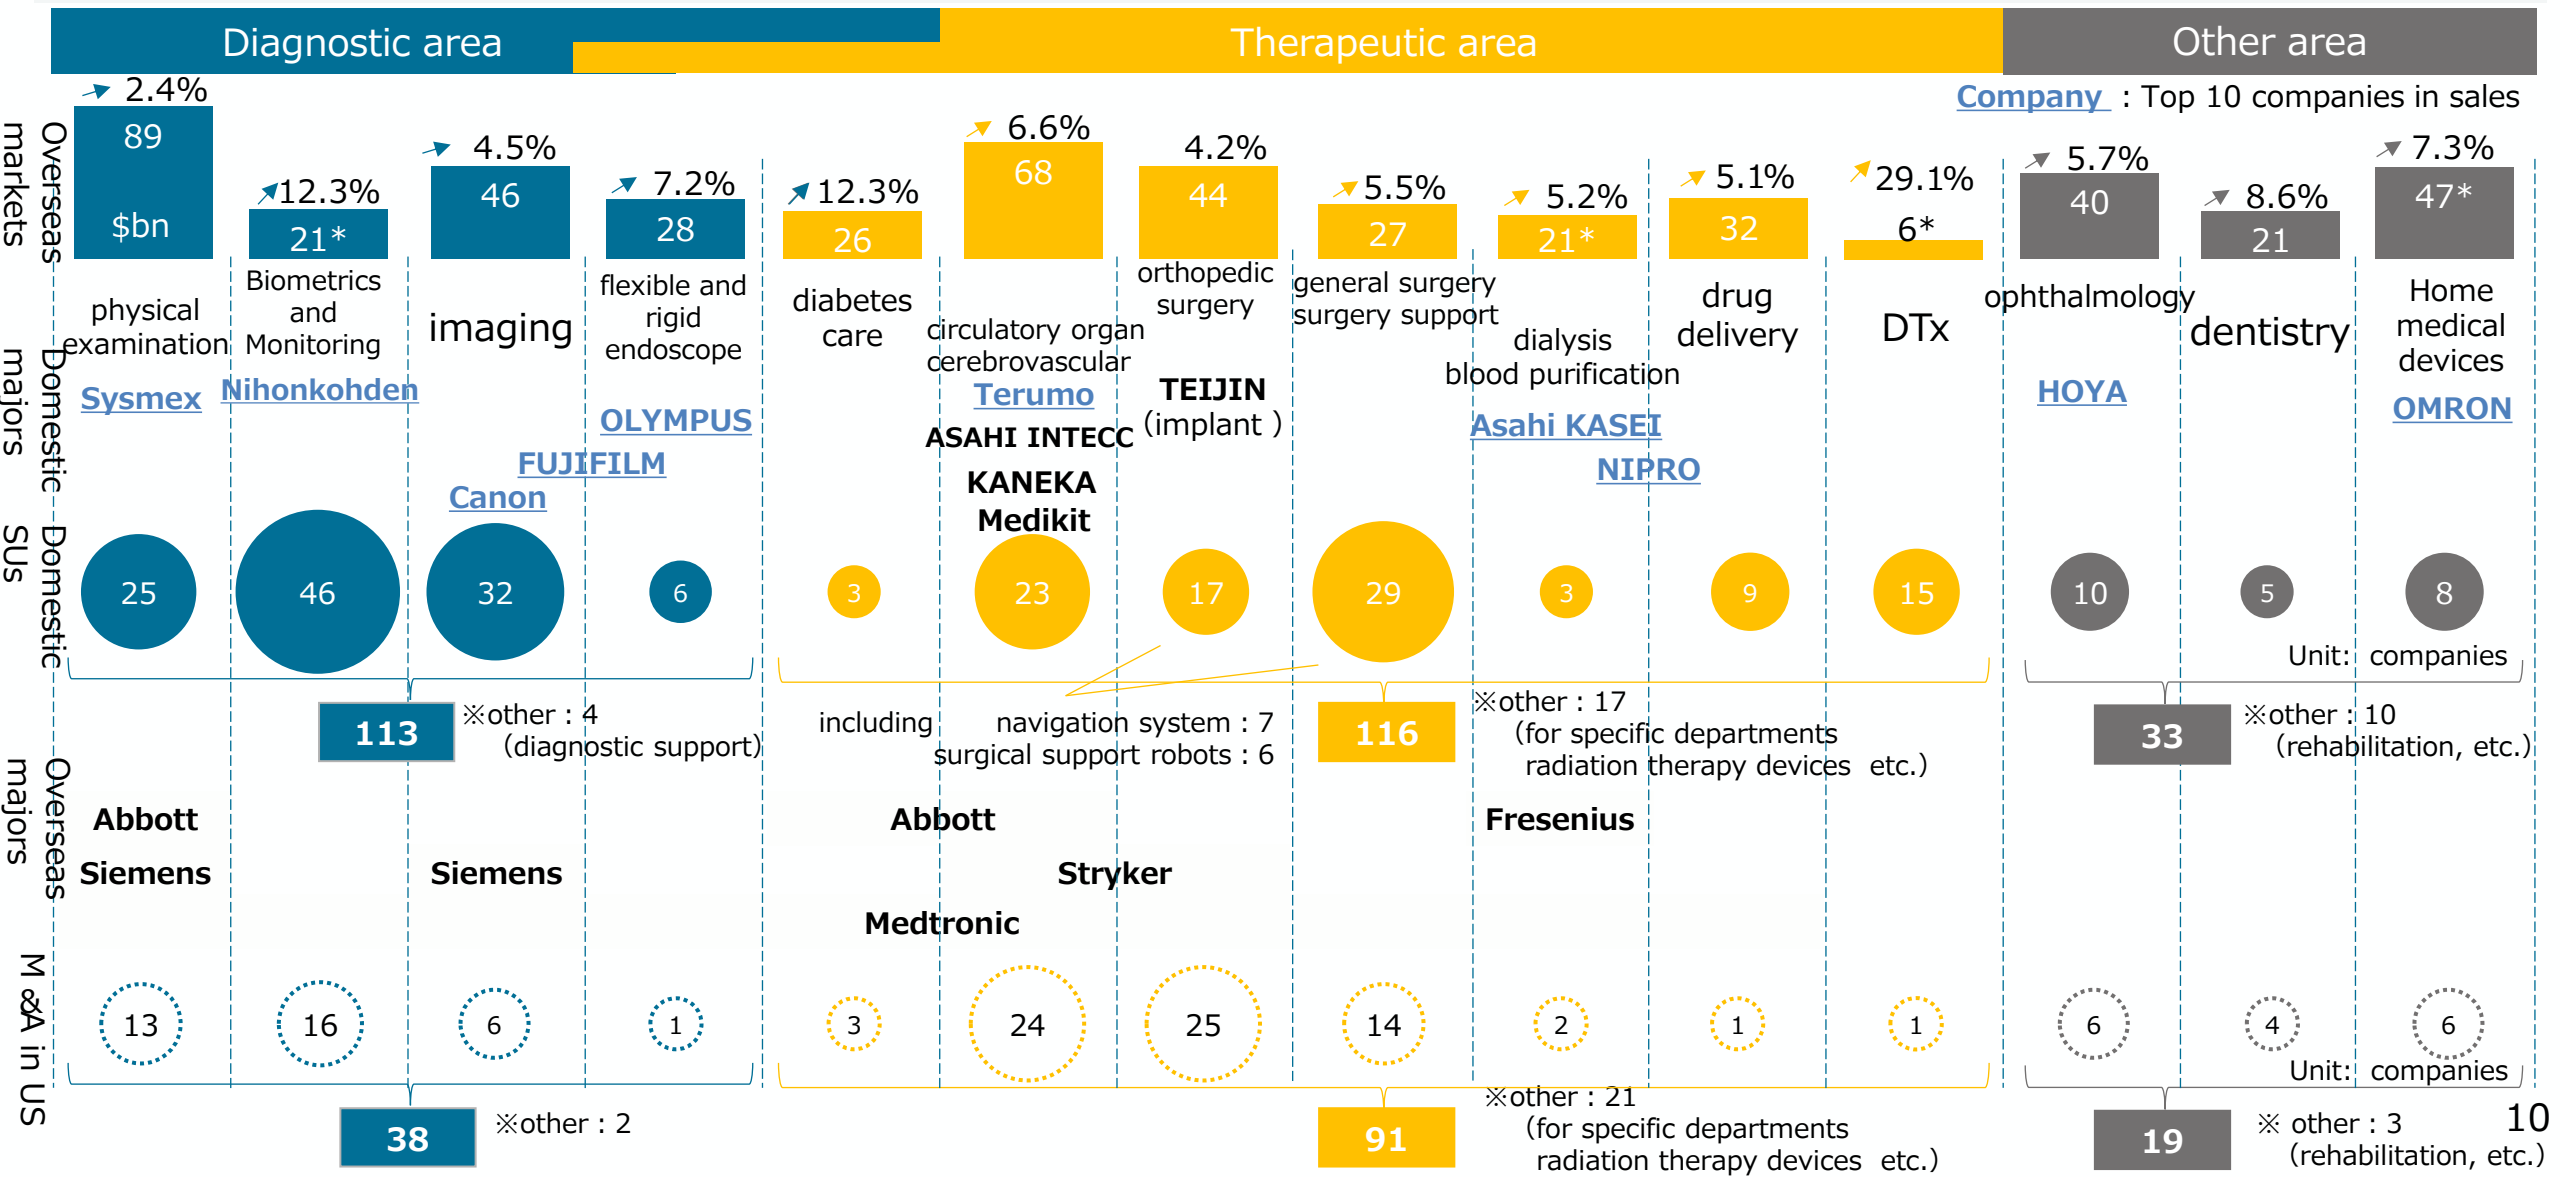 Diagnostic area
Therapeutic area
Other area
Company : Top 10 companies in sales
Overseas
markets
2.4%
89
$bn
12.3%
21*
4.5%
46
7.2%
28
12.3%
26
6.6%
68
4.2%
44
5.5%
27
5.2%
21*
5.1%
32
29.1%
6*
5.7%
40
8.6%
21
7.3%
47*
physical
examination
Biometrics
and
Monitoring
imaging
flexible and
rigid
endoscope
diabetes
care
circulatory organ
cerebrovascular
orthopedic
surgery
general surgery
surgery support
dialysis
blood purification
drug
delivery
DTx
ophthalmology
dentistry
Home
medical
devices
Domestic
majors
Sysmex
Nihonkohden
OLYMPUS
FUJIFILM
Canon
Terumo
ASAHI INTECC
KANEKA
Medikit
TEIJIN
（implant ）
Asahi KASEI
NIPRO
HOYA
OMRON
Domestic
SUs
25
46
32
6
3
23
17
29
3
9
15
10
5
8
Unit: companies
113
※other : 4
（diagnostic support）
including navigation system : 7
surgical support robots : 6
116
※other : 17
（for specific departments
radiation therapy devices etc.）
33
※other : 10
（rehabilitation, etc.）
Overseas
majors
Abbott
Siemens
Siemens
Abbott
Stryker
Medtronic
Fresenius
M &A in US
13
16
6
1
3
24
25
14
2
1
1
6
4
6
Unit: companies
38
※other : 2
91
※other : 21
（for specific departments
radiation therapy devices etc.）
19
※ other : 3
（rehabilitation, etc.）
10